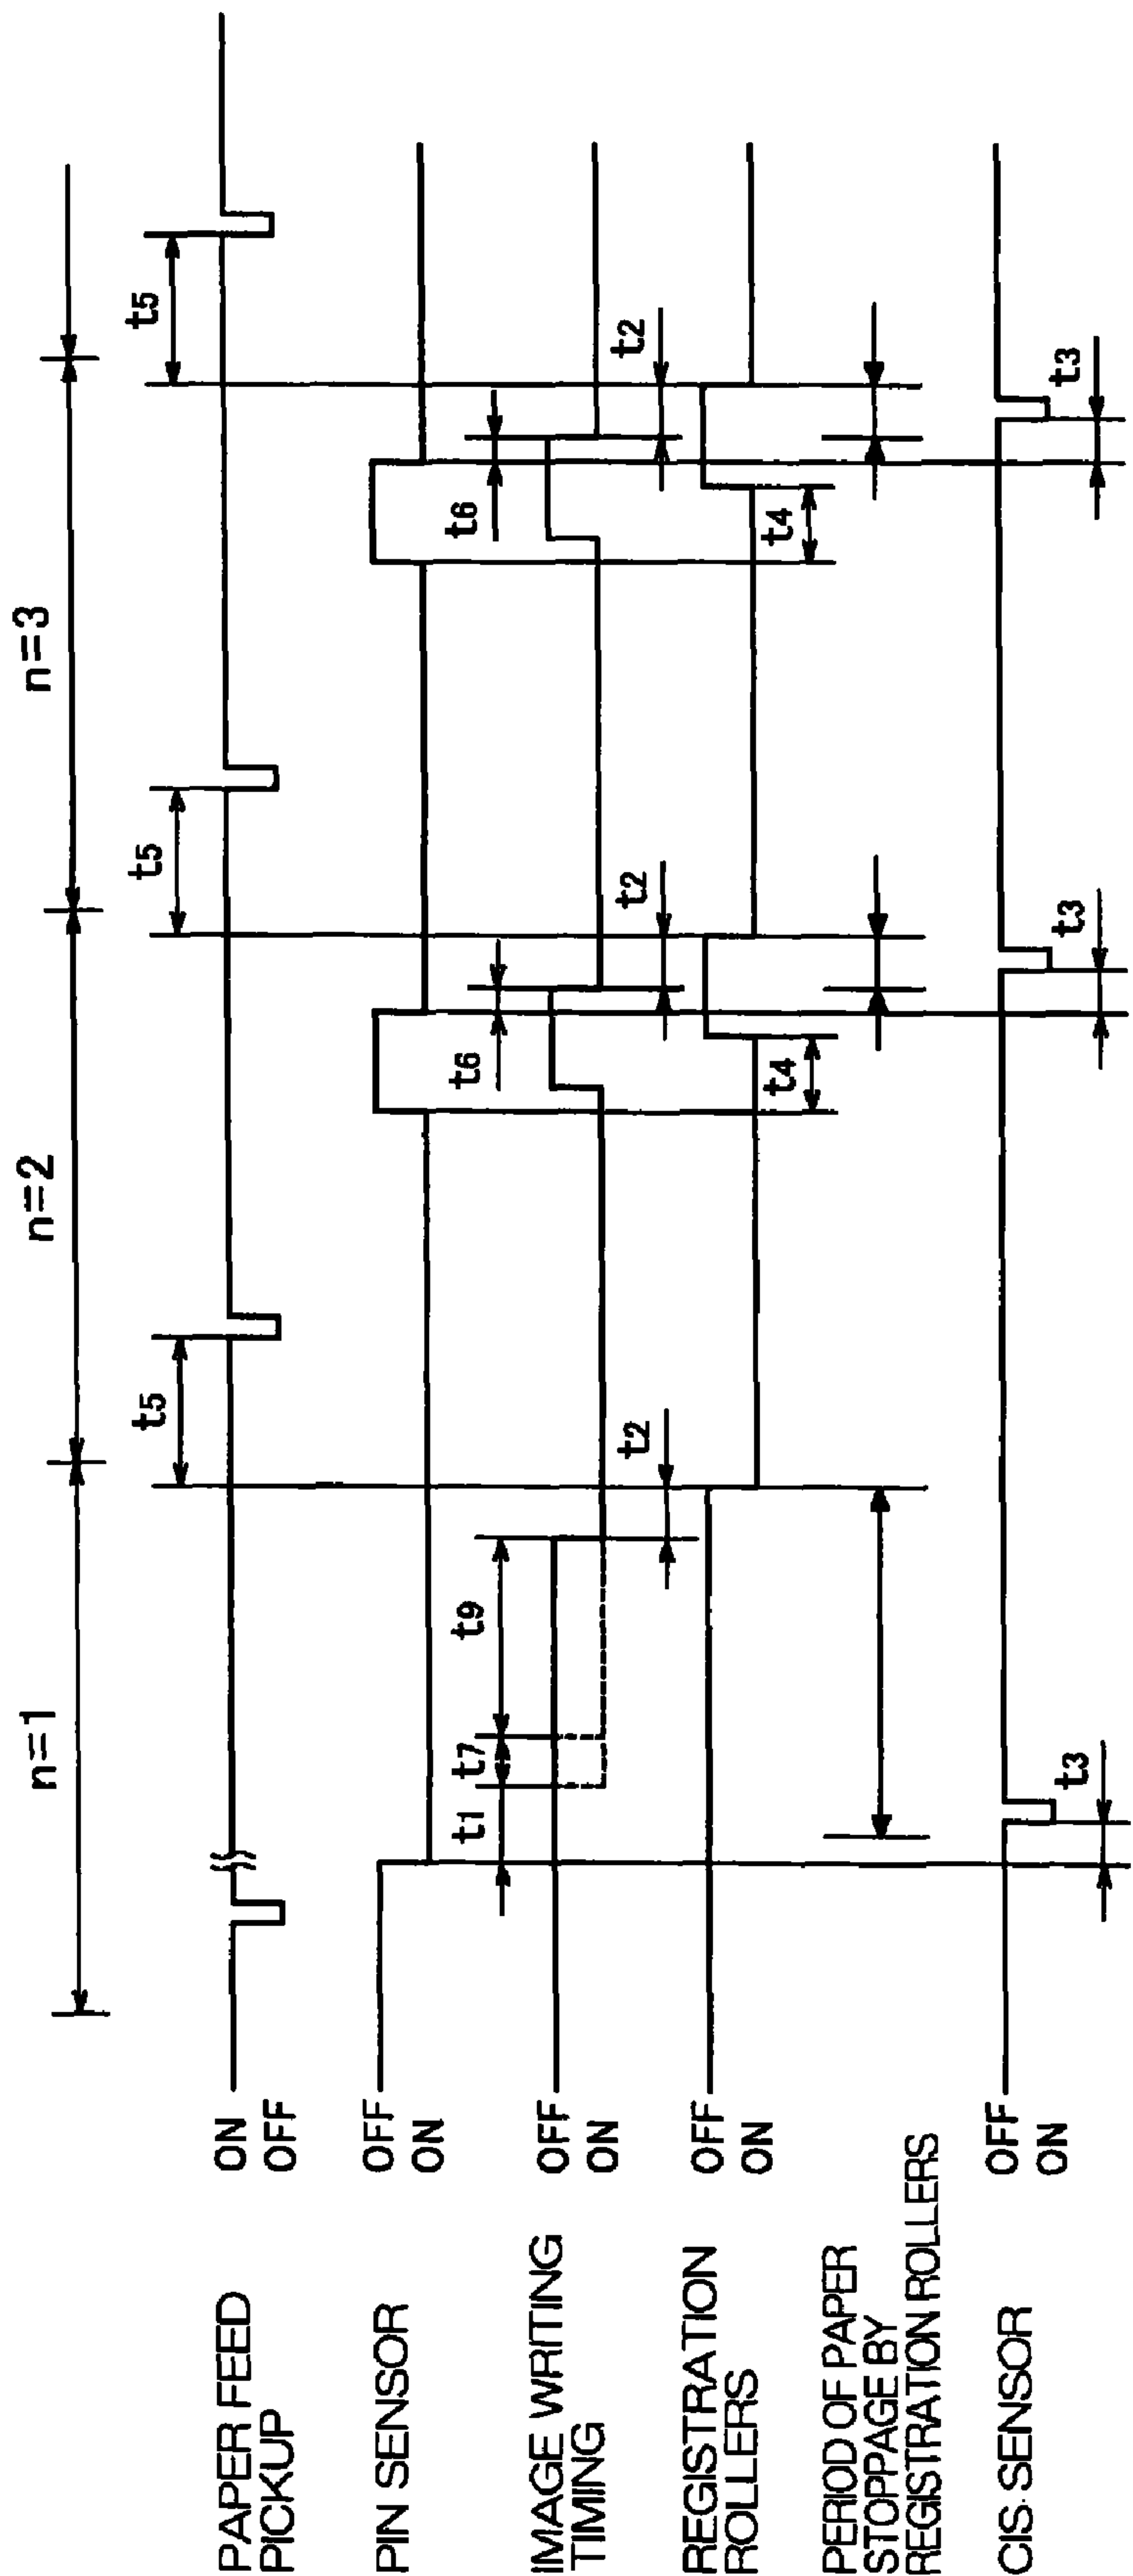 n=1
n=2
n=3
PAPER FEED
PICKUP
ON
OFF
t5
t5
t5
PIN SENSOR
OFF
ON
IMAGE WRITING
TIMING
OFF
ON
t1
t7
t9
t6
t6
t2
t2
t2
REGISTRATION
ROLLERS
OFF
ON
t4
t4
PERIOD OF PAPER
STOPPAGE BY
REGISTRATION ROLLERS
CIS SENSOR
OFF
ON
t3
t3
t3